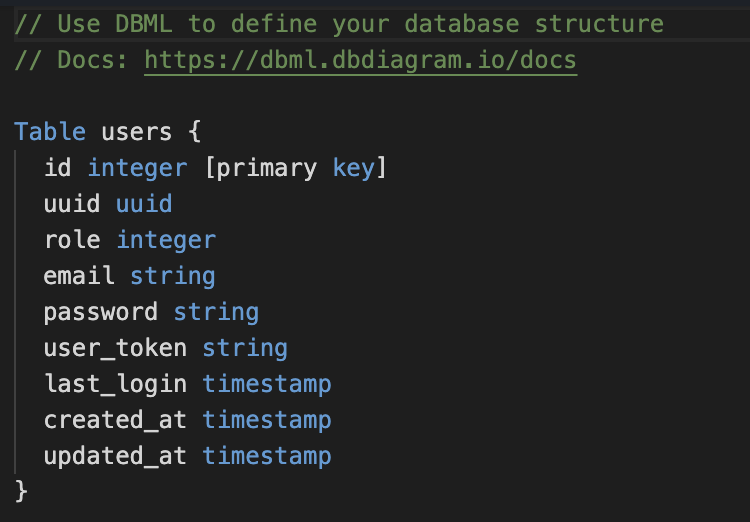 // Use DBML to define your database structure
// Docs: https://dbml.dbdiagram.io/docs

Table users {
  id integer [primary key]
  uuid uuid
  role integer
  email string
  password string
  user_token string
  last_login timestamp
  created_at timestamp
  updated_at timestamp
}